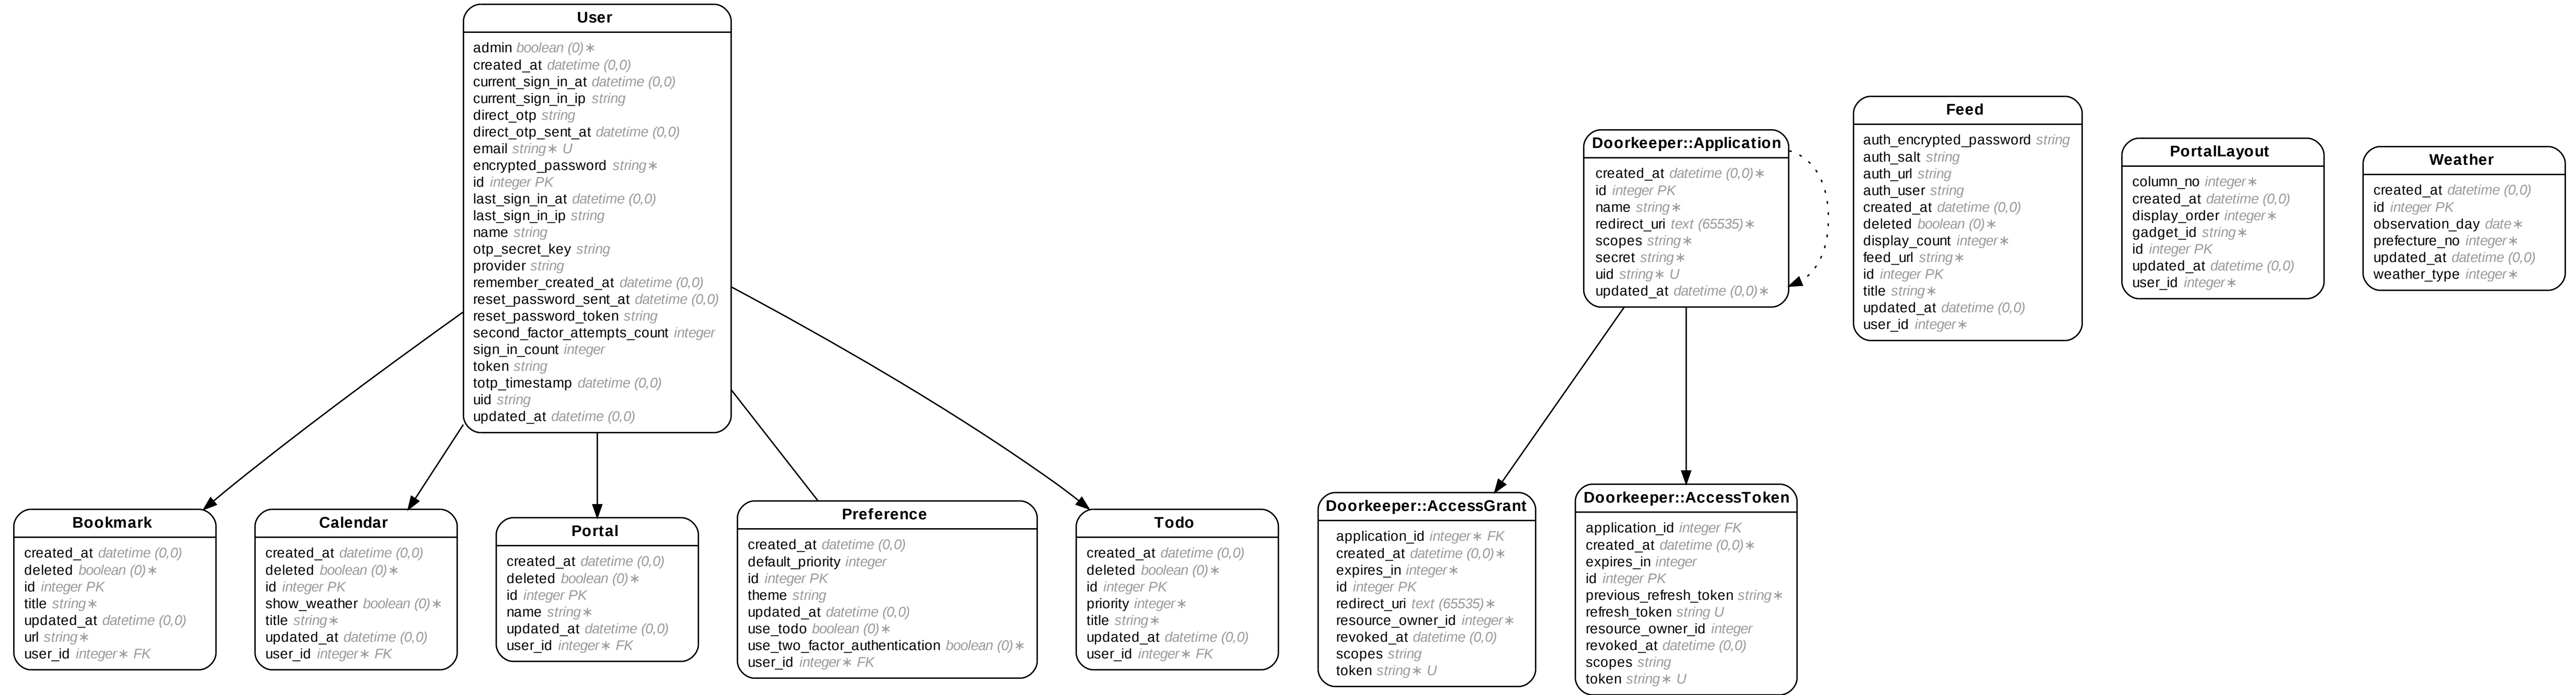 User
admin boolean (0)∗
created_at datetime (0,0)
current_sign_in_at datetime (0,0)
current_sign_in_ip string
direct_otp string
direct_otp_sent_at datetime (0,0)
email string∗ U
encrypted_password string∗
id integer PK
last_sign_in_at datetime (0,0)
last_sign_in_ip string
name string
otp_secret_key string
provider string
remember_created_at datetime (0,0)
reset_password_sent_at datetime (0,0)
reset_password_token string
second_factor_attempts_count integer
sign_in_count integer
token string
totp_timestamp datetime (0,0)
uid string
updated_at datetime (0,0)
Doorkeeper::Application
created_at datetime (0,0)∗
id integer PK
name string∗
redirect_uri text (65535)∗
scopes string∗
secret string∗
uid string∗ U
updated_at datetime (0,0)∗
Feed
auth_encrypted_password string
auth_salt string
auth_url string
auth_user string
created_at datetime (0,0)
deleted boolean (0)∗
display_count integer∗
feed_url string∗
id integer PK
title string∗
updated_at datetime (0,0)
user_id integer∗
PortalLayout
column_no integer∗
created_at datetime (0,0)
display_order integer∗
gadget_id string∗
id integer PK
updated_at datetime (0,0)
user_id integer∗
Weather
created_at datetime (0,0)
id integer PK
observation_day date∗
prefecture_no integer∗
updated_at datetime (0,0)
weather_type integer∗
Bookmark
created_at datetime (0,0)
deleted boolean (0)∗
id integer PK
title string∗
updated_at datetime (0,0)
url string∗
user_id integer∗ FK
Calendar
created_at datetime (0,0)
deleted boolean (0)∗
id integer PK
show_weather boolean (0)∗
title string∗
updated_at datetime (0,0)
user_id integer∗ FK
Portal
created_at datetime (0,0)
deleted boolean (0)∗
id integer PK
name string∗
updated_at datetime (0,0)
user_id integer∗ FK
Preference
created_at datetime (0,0)
default_priority integer
id integer PK
theme string
updated_at datetime (0,0)
use_todo boolean (0)∗
use_two_factor_authentication boolean (0)∗
user_id integer∗ FK
Todo
created_at datetime (0,0)
deleted boolean (0)∗
id integer PK
priority integer∗
title string∗
updated_at datetime (0,0)
user_id integer∗ FK
Doorkeeper::AccessGrant
application_id integer∗ FK
created_at datetime (0,0)∗
expires_in integer∗
id integer PK
redirect_uri text (65535)∗
resource_owner_id integer∗
revoked_at datetime (0,0)
scopes string
token string∗ U
Doorkeeper::AccessToken
application_id integer FK
created_at datetime (0,0)∗
expires_in integer
id integer PK
previous_refresh_token string∗
refresh_token string U
resource_owner_id integer
revoked_at datetime (0,0)
scopes string
token string∗ U